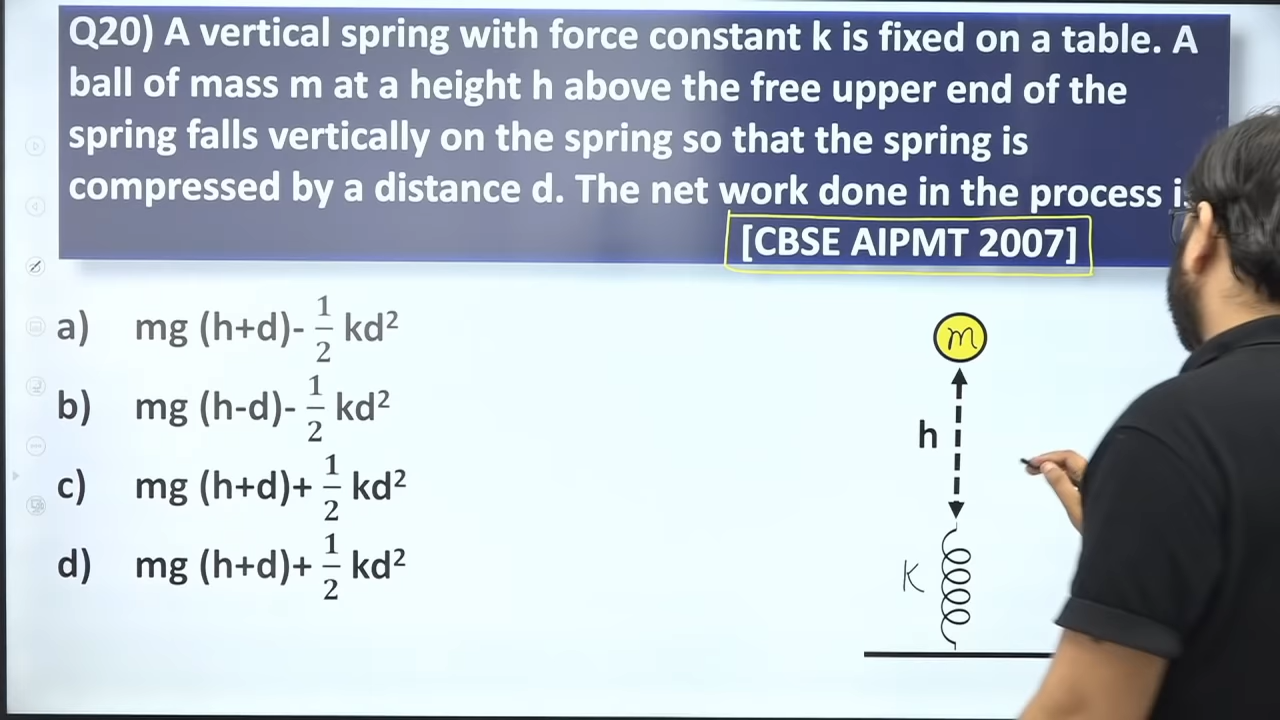 Q20) A vertical spring with force constant k is fixed on a table. A
ball of mass m at a height h above the free upper end of the
spring falls vertically on the spring so that the spring is
compressed by a distance d. The net work done in the process
[CBSE AIPMT 2007]
a) mg (h+d)- 1/2 kd²
b) mg (h-d)- 1/2 kd²
c) mg (h+d)+ 1/2 kd²
d) mg (h+d)+ 1/2 kd²
m
h
K